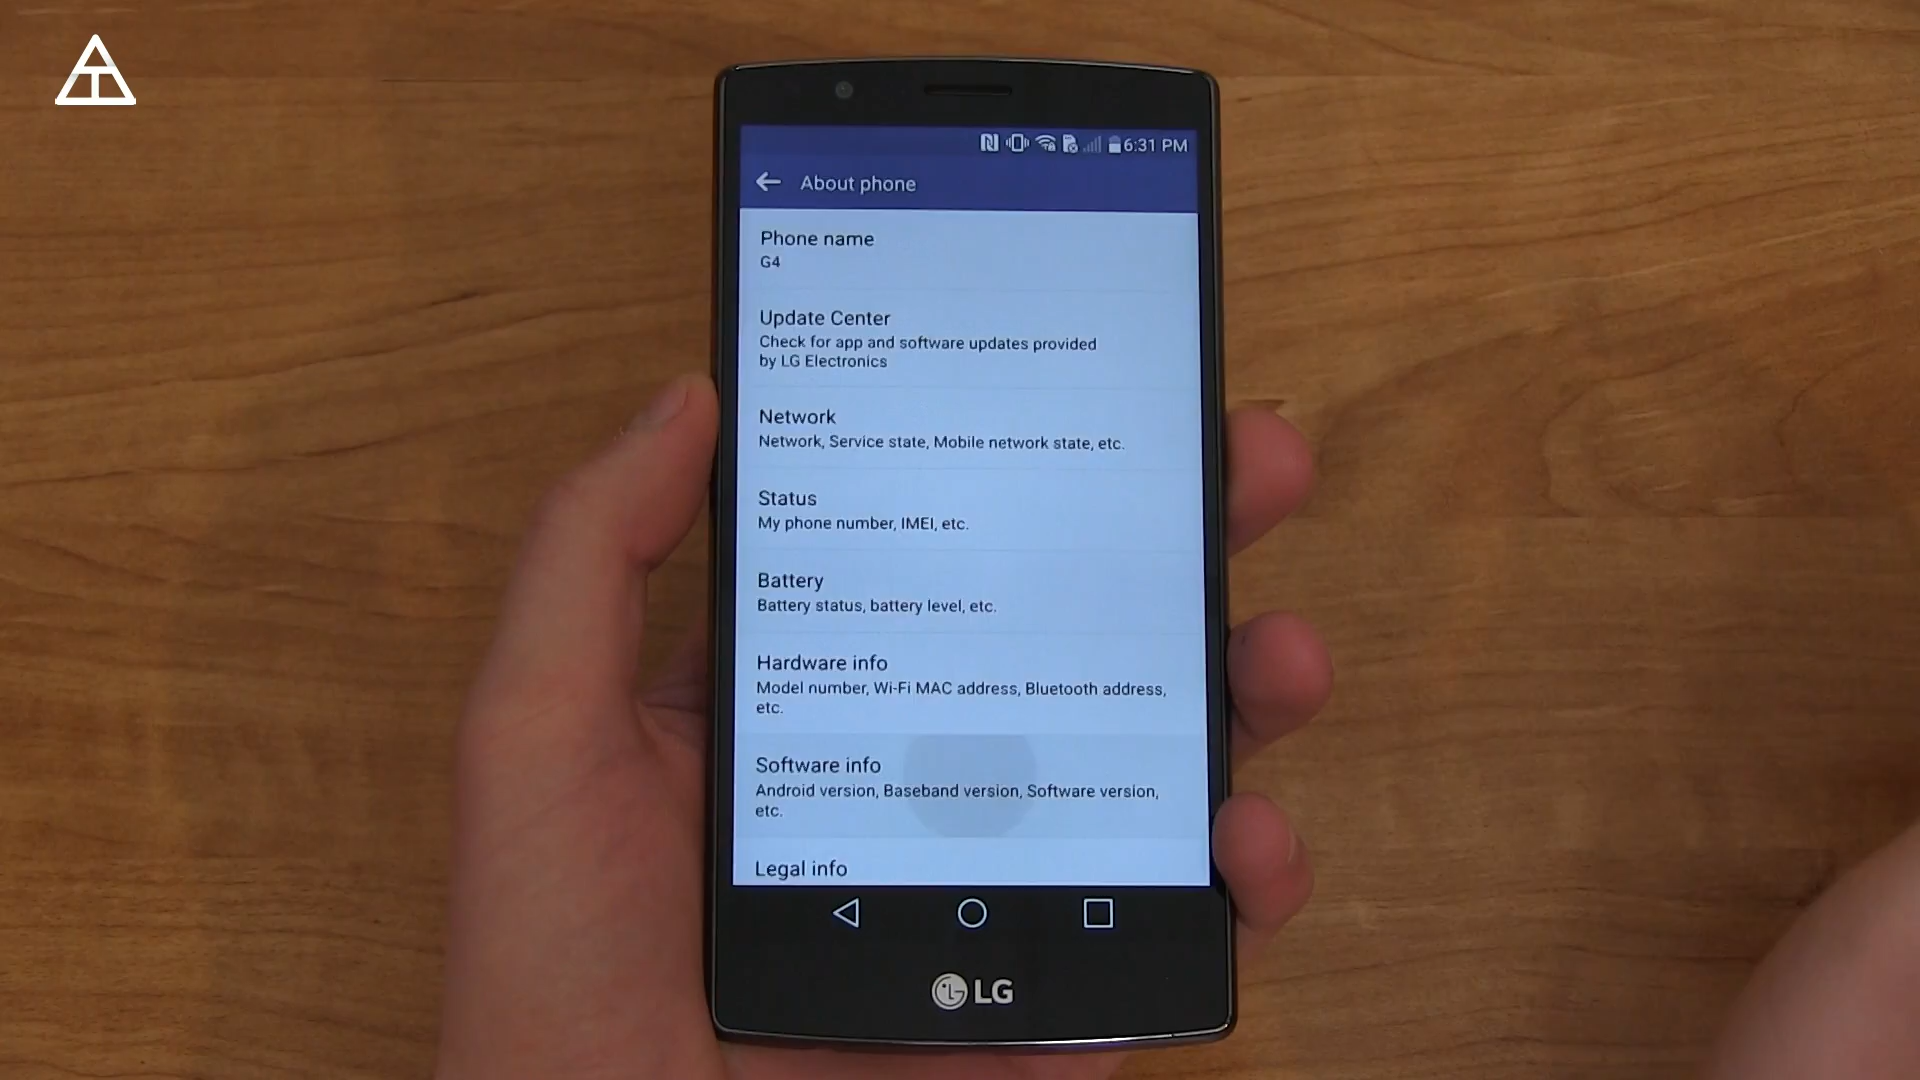 6:31 PM
About phone
Phone name
G4
Update Center
Check for app and software updates provided
by LG Electronics
Network
Network, Service state, Mobile network state, etc.
Status
My phone number, IMEI, etc.
Battery
Battery status, battery level, etc.
Hardware info
Model number, Wi-Fi MAC address, Bluetooth address,
etc.
Software info
Android version, Baseband version, Software version,
etc.
Legal info
LG